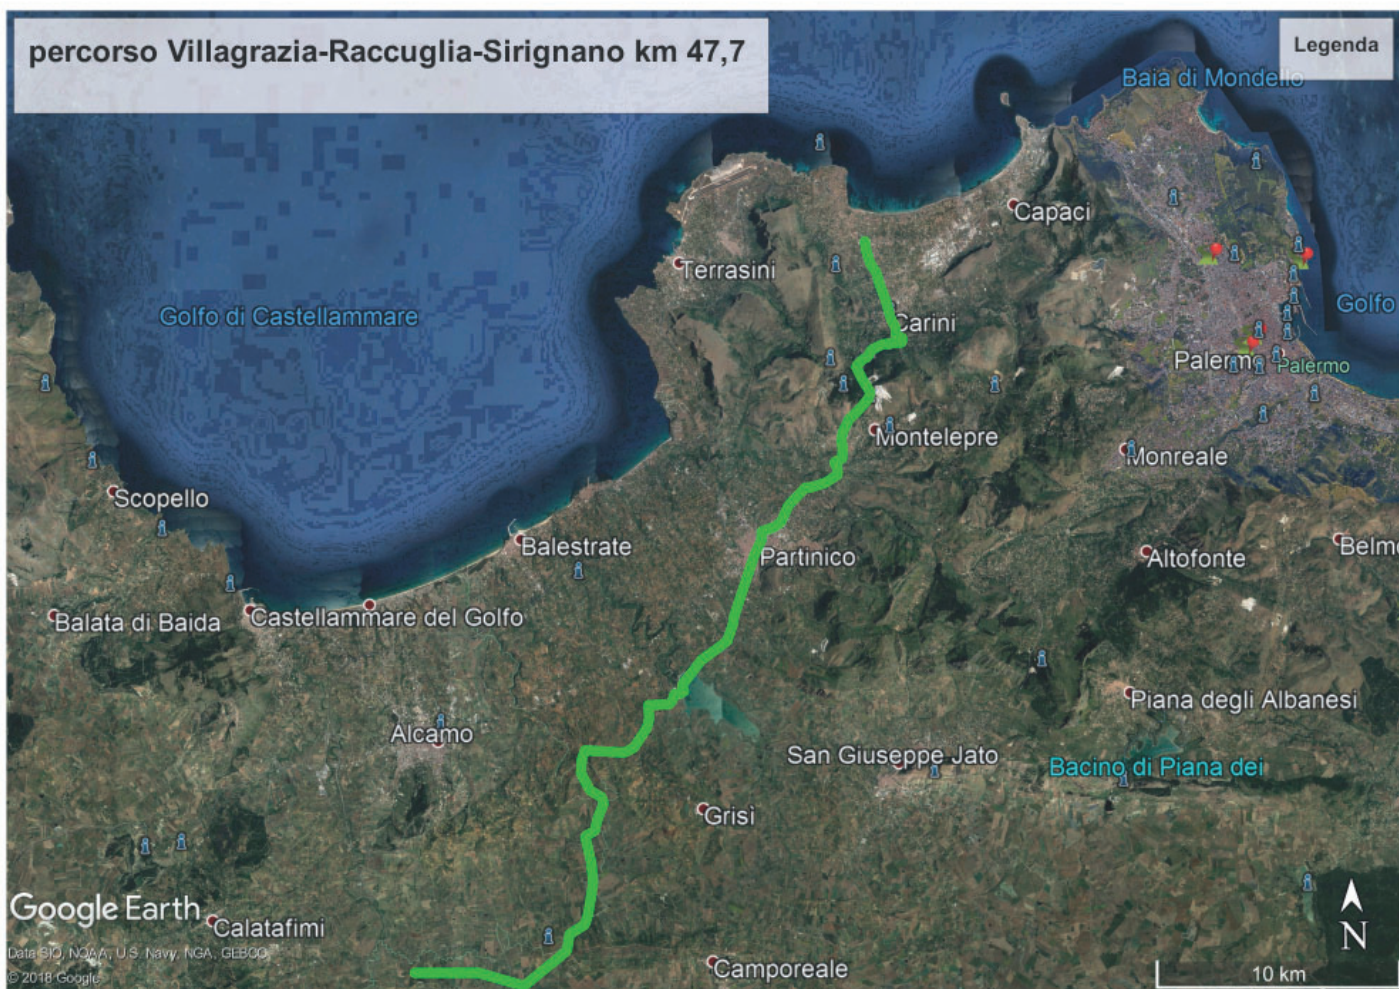 percorso Villagrazia-Raccuglia-Sirignano km 47,7
Legenda
Baia di Mondello
Capaci
Terrasini
Golfo di Castellammare
Golfo
Carini
Palermo
Palermo
Montelepre
Monreale
Scopello
Balestrate
Partinico
Altofonte
Belmo
Balata di Baida
Castellammare del Golfo
Piana degli Albanesi
Alcamo
San Giuseppe Jato
Bacino di Piana dei
Grisì
Google Earth
Calatafimi
N
Data SIO, NOAA, U.S. Navy, NGA, GEBCO
© 2018 Google
Camporeale
10 km